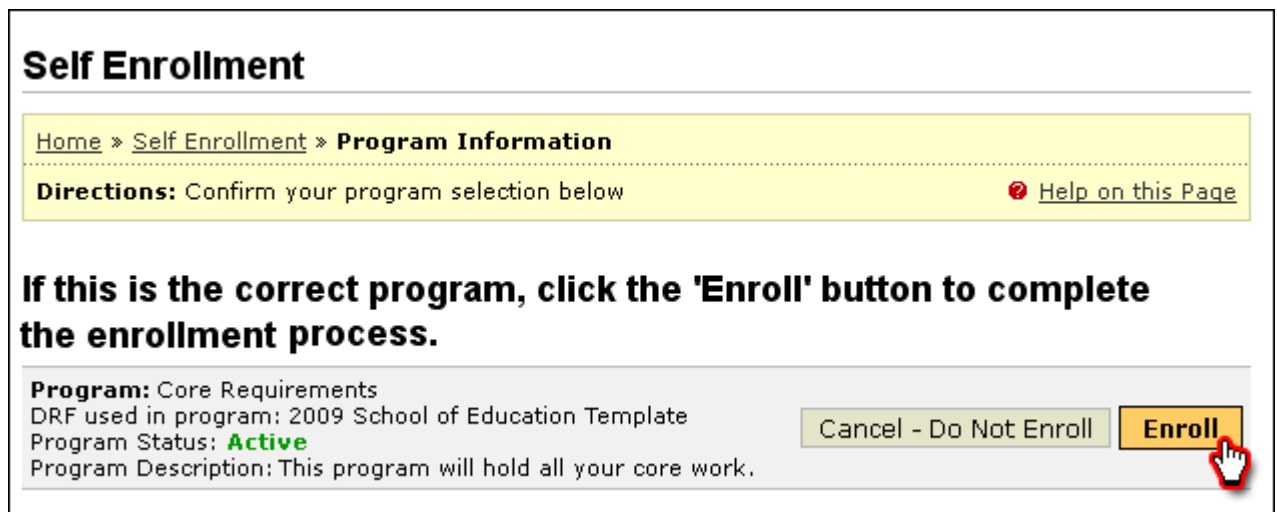 Self Enrollment
Home » Self Enrollment » Program Information
Directions: Confirm your program selection below
Help on this Page
If this is the correct program, click the 'Enroll' button to complete
the enrollment process.
Program: Core Requirements
DRF used in program: 2009 School of Education Template
Program Status: Active
Program Description: This program will hold all your core work.
Cancel - Do Not Enroll
Enroll